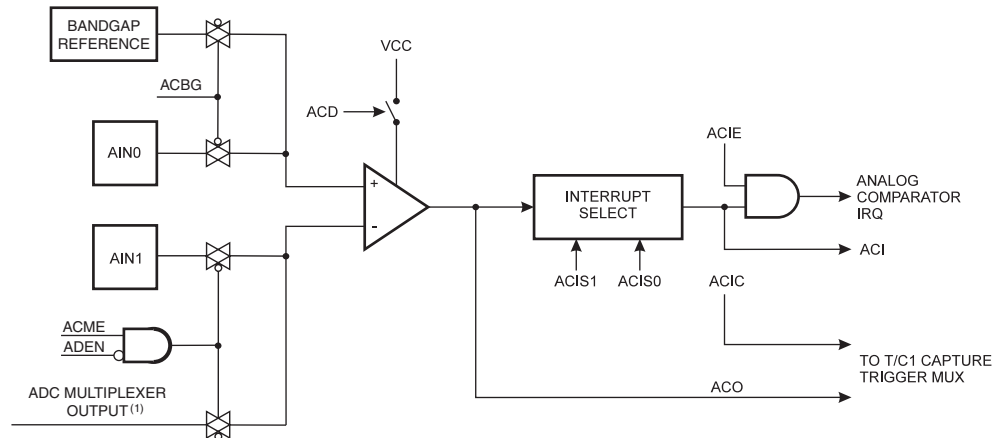 BANDGAP
REFERENCE
VCC
ACBG
ACD
ACIE
AIN0
+
INTERRUPT
SELECT
ANALOG
COMPARATOR
IRQ
-
AIN1
ACI
ACIS1
ACIS0
ACIC
ACME
ADEN
TO T/C1 CAPTURE
TRIGGER MUX
ADC MULTIPLEXER
OUTPUT(1)
ACO